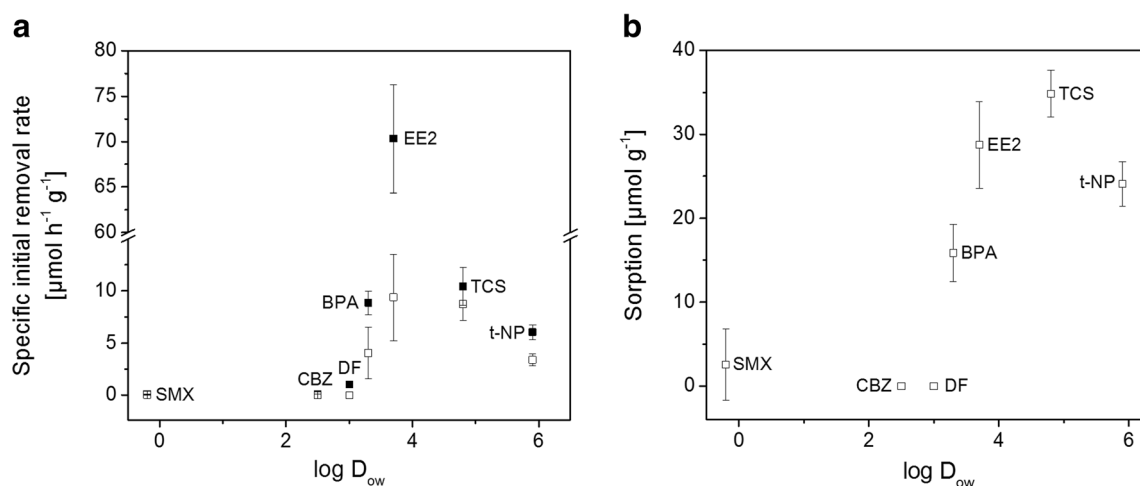 a
Specific initial removal rate
[µmol h⁻¹ g⁻¹]
80
75
70
65
60
10
5
0
EE2
BPA
TCS
t-NP
DF
CBZ
SMX
0
2
4
6
log D_ow
b
Sorption [µmol g⁻¹]
40
30
20
10
0
TCS
EE2
t-NP
BPA
SMX
CBZ
DF
0
2
4
6
log D_ow